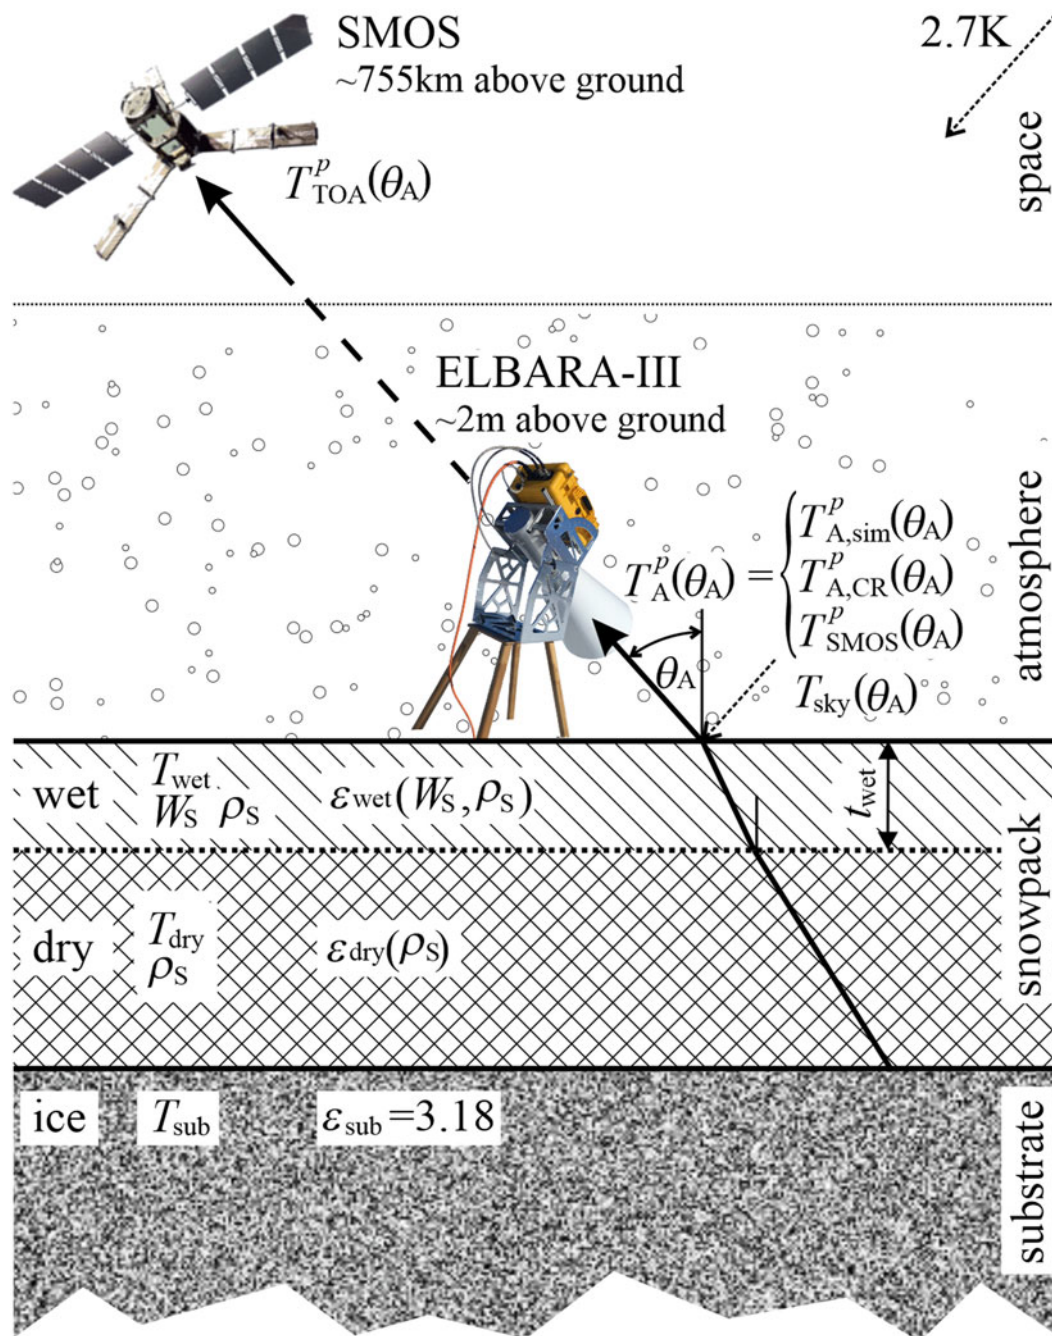 SMOS
~755km above ground
2.7K
space
T^p_TOA(θ_A)
ELBARA-III
~2m above ground
atmosphere
T^p_A(θ_A) = {
T^p_A,sim(θ_A)
T^p_A,CR(θ_A)
T^p_SMOS(θ_A)
θ_A
T_sky(θ_A)
wet
T_wet
W_S ρ_S
ε_wet(W_S, ρ_S)
t_wet
snowpack
dry
T_dry
ρ_S
ε_dry(ρ_S)
ice
T_sub
ε_sub=3.18
substrate